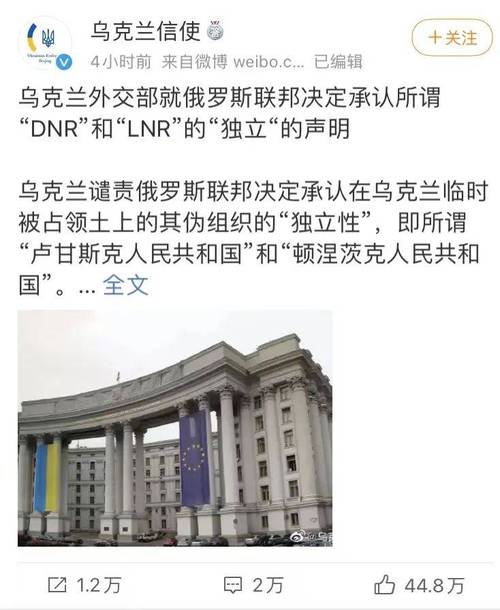 乌克兰信使
4小时前 来自微博 weibo.c... 已编辑
+关注
乌克兰外交部就俄罗斯联邦决定承认所谓
“DNR”和“LNR”的“独立“的声明
乌克兰谴责俄罗斯联邦决定承认在乌克兰临时
被占领土上的其伪组织的“独立性”，即所谓
“卢甘斯克人民共和国”和“顿涅茨克人民共和
国”。... 全文
1.2万
2万
44.8万